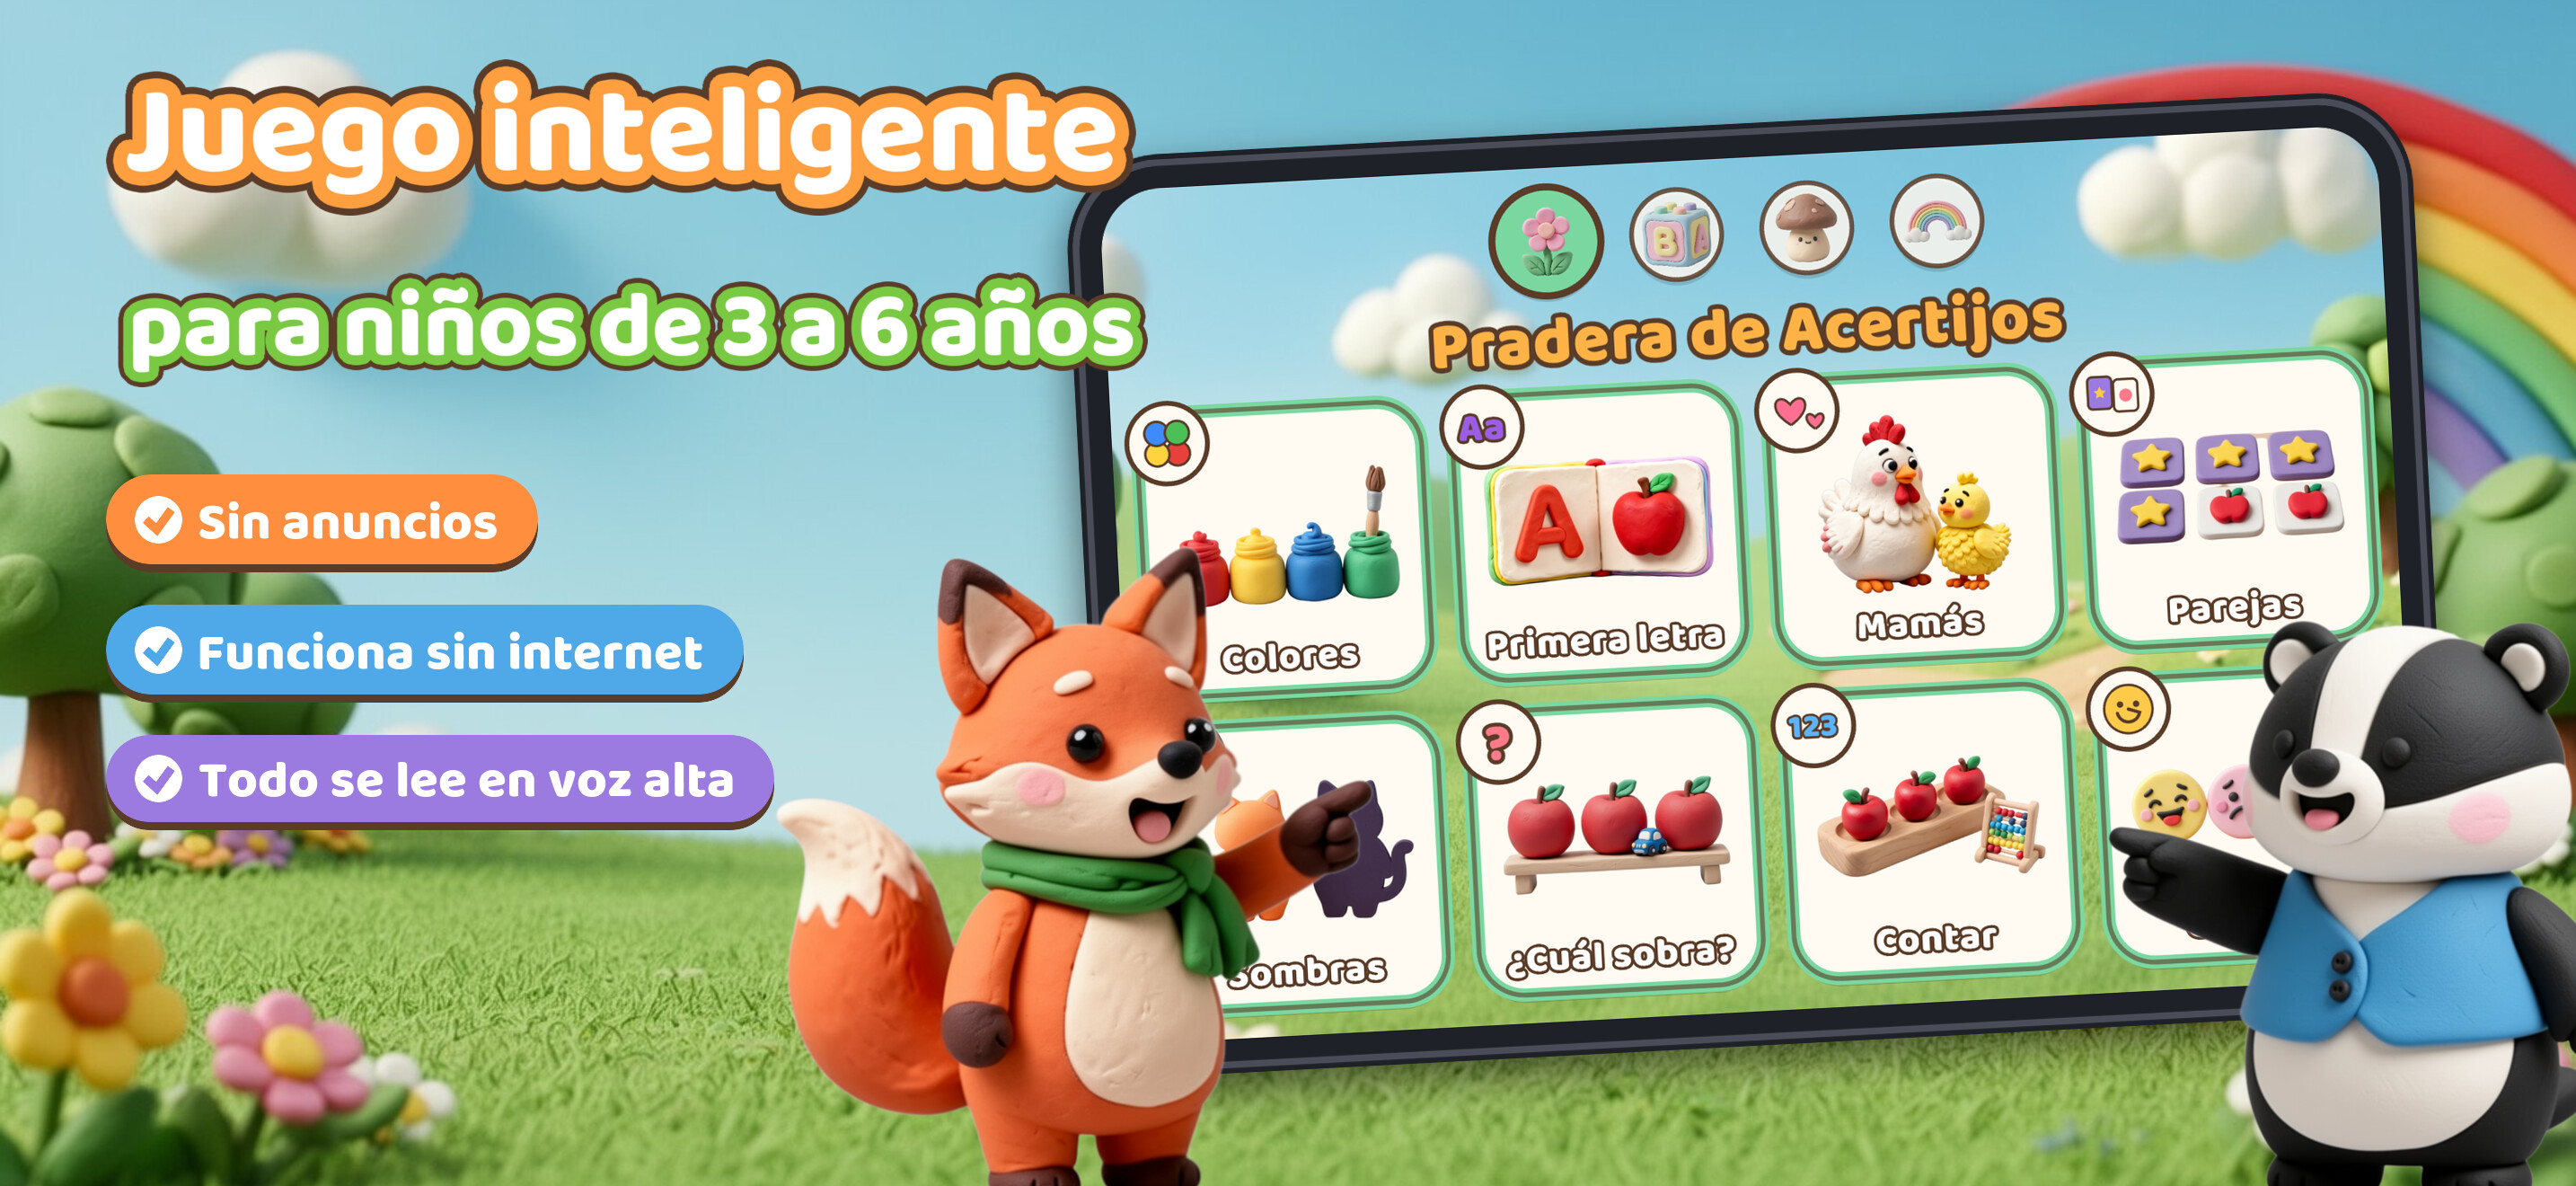 Juego inteligente
para niños de 3 a 6 años
Sin anuncios
Funciona sin internet
Todo se lee en voz alta
B A
Pradera de Acertijos
Aa
A
Colores
Primera letra
Mamás
Parejas
?
123
Sombras
¿Cuál sobra?
Contar